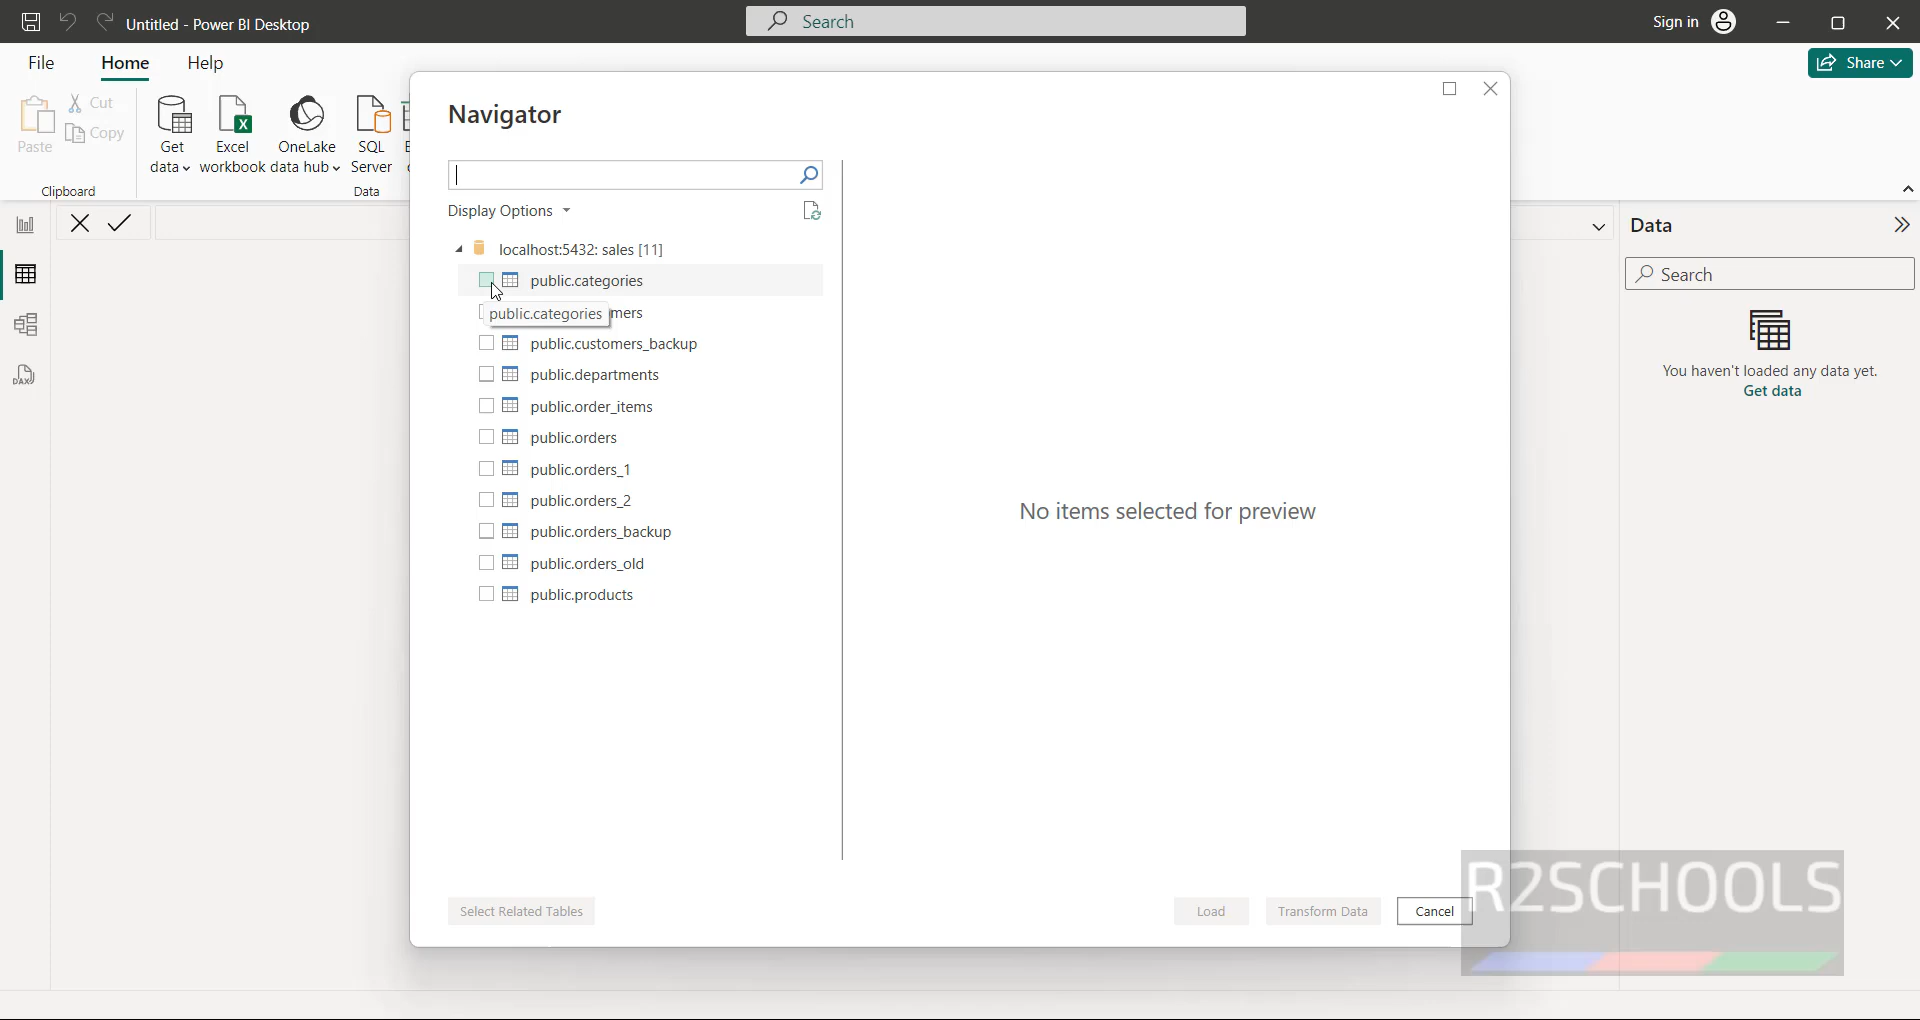 Untitled - Power BI Desktop
Search
Sign in
File
Home
Help
Share
Paste
Cut
Copy
Clipboard
Get data
Excel workbook
OneLake data hub
SQL Server
Data
Navigator
Display Options
localhost:5432: sales [11]
public.categories
public.categories
mers
public.customers_backup
public.departments
public.order_items
public.orders
public.orders_1
public.orders_2
public.orders_backup
public.orders_old
public.products
No items selected for preview
Select Related Tables
Load
Transform Data
Cancel
Data
Search
You haven't loaded any data yet.
Get data
DAX
R2SCHOOLS